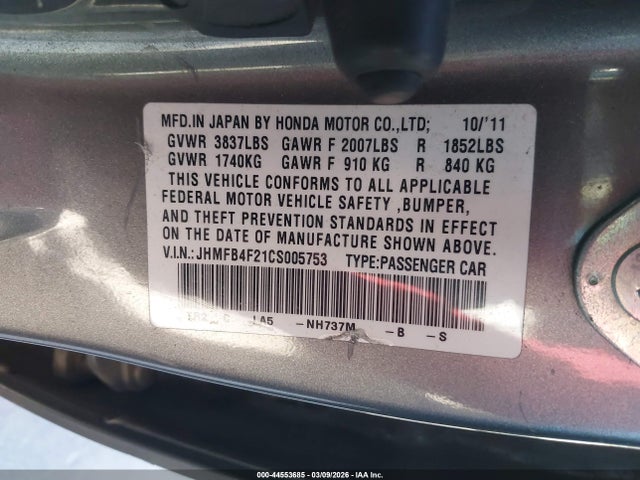 MFD.IN JAPAN BY HONDA MOTOR CO.,LTD; 10/'11
GVWR 3837LBS GAWR F 2007LBS R 1852LBS
GVWR 1740KG GAWR F 910 KG R 840 KG
THIS VEHICLE CONFORMS TO ALL APPLICABLE
FEDERAL MOTOR VEHICLE SAFETY ,BUMPER,
AND THEFT PREVENTION STANDARDS IN EFFECT
ON THE DATE OF MANUFACTURE SHOWN ABOVE.
V.I.N.:JHMFB4F21CS005753 TYPE:PASSENGER CAR
LA5 -NH737M -B -S
000-44553685 | 03/09/2026 | IAA Inc.